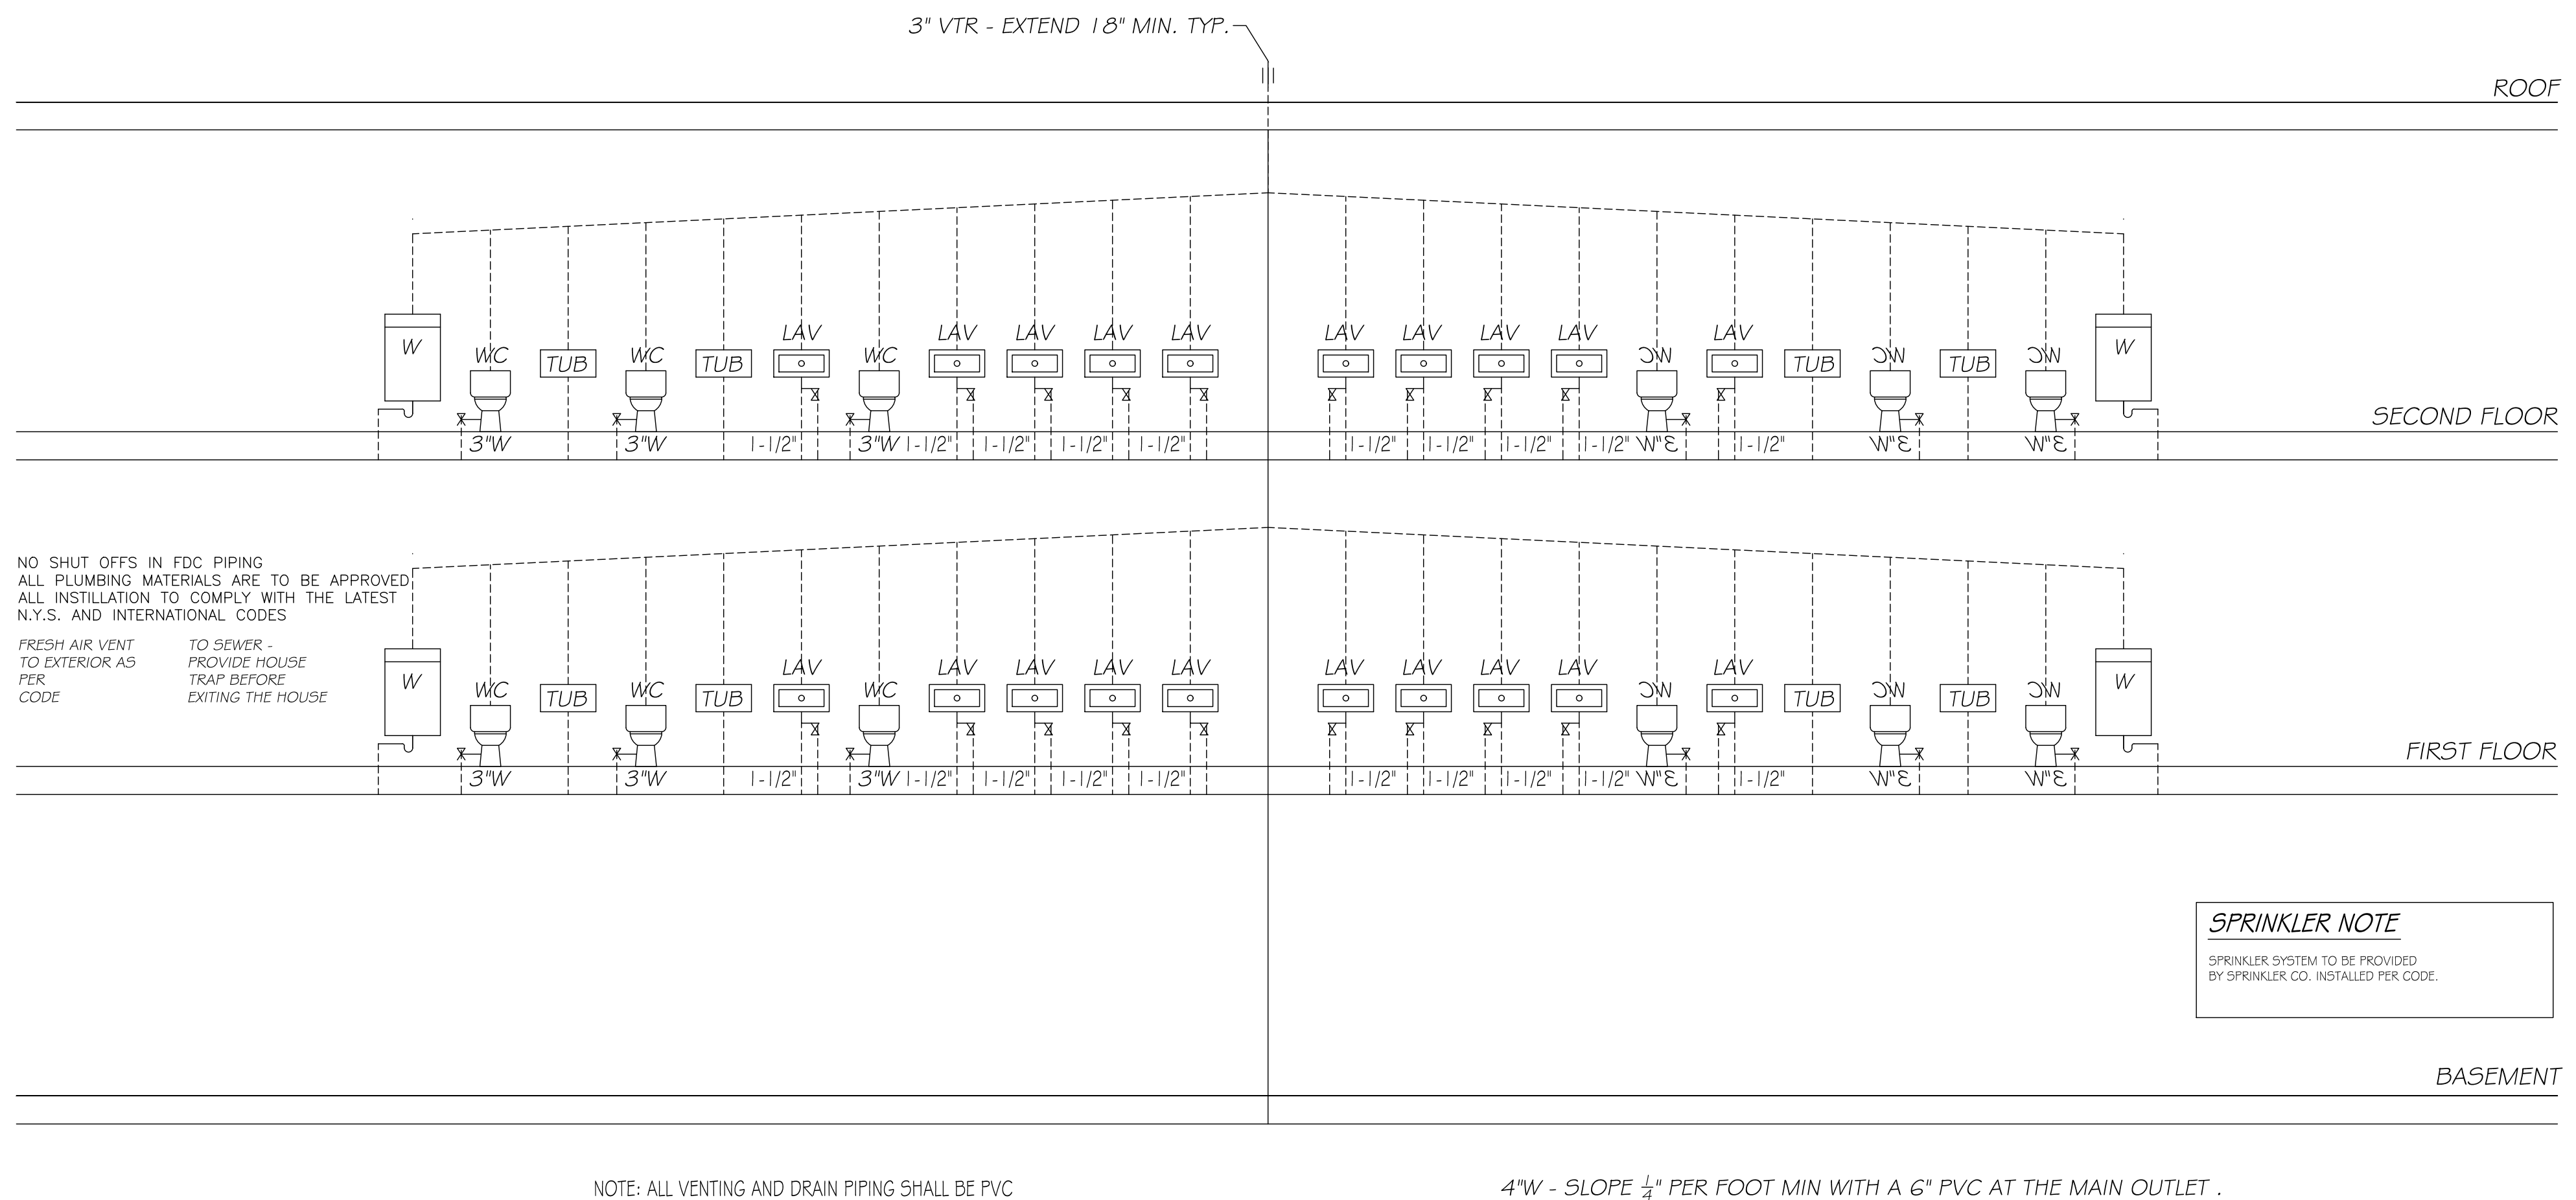 3" VTR - EXTEND 18" MIN. TYP.
ROOF
LAV LAV LAV LAV LAV LAV LAV LAV LAV LAV
W WC TUB WC TUB WC WC TUB WC TUB WC W
SECOND FLOOR
3"W 3"W 1-1/2" 3"W 1-1/2" 1-1/2" 1-1/2" 1-1/2" 1-1/2" 1-1/2" 1-1/2" 1-1/2" 3"W 1-1/2" 3"W 3"W
NO SHUT OFFS IN FDC PIPING
ALL PLUMBING MATERIALS ARE TO BE APPROVED
ALL INSTILLATION TO COMPLY WITH THE LATEST
N.Y.S. AND INTERNATIONAL CODES
FRESH AIR VENT
TO EXTERIOR AS
PER
CODE
TO SEWER -
PROVIDE HOUSE
TRAP BEFORE
EXITING THE HOUSE
LAV LAV LAV LAV LAV LAV LAV LAV LAV LAV
W WC TUB WC TUB WC WC TUB WC TUB WC W
FIRST FLOOR
3"W 3"W 1-1/2" 3"W 1-1/2" 1-1/2" 1-1/2" 1-1/2" 1-1/2" 1-1/2" 1-1/2" 1-1/2" 3"W 1-1/2" 3"W 3"W
SPRINKLER NOTE
SPRINKLER SYSTEM TO BE PROVIDED
BY SPRINKLER CO. INSTALLED PER CODE.
BASEMENT
NOTE: ALL VENTING AND DRAIN PIPING SHALL BE PVC
4"W - SLOPE 1/4" PER FOOT MIN WITH A 6" PVC AT THE MAIN OUTLET .